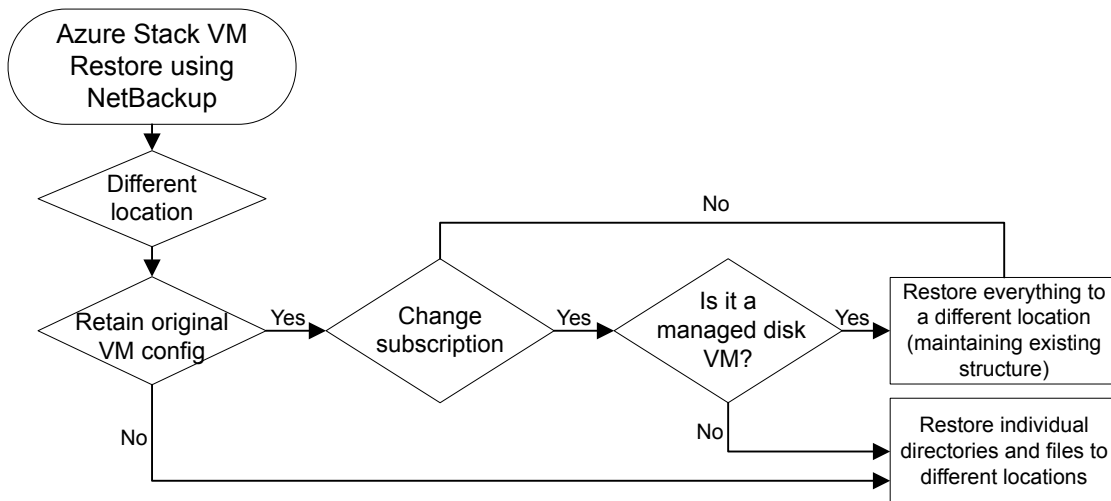 Azure Stack VM
Restore using
NetBackup
Different
location
No
Retain original
VM config
Yes
Change
subscription
Yes
Is it a
managed disk
VM?
Yes
Restore everything to
a different location
(maintaining existing
structure)
No
No
Restore individual
directories and files to
different locations